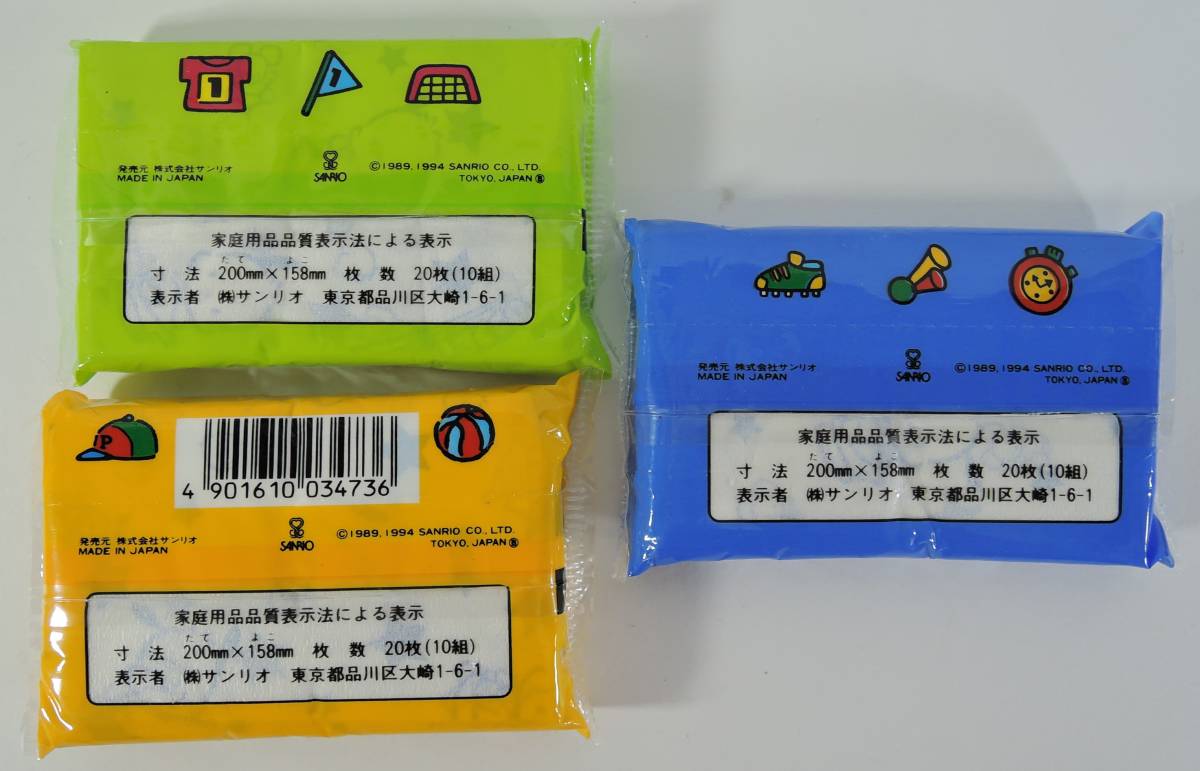 1
1
発売元 株式会社サンリオ
MADE IN JAPAN
SANRIO
©1989, 1994 SANRIO CO., LTD.
TOKYO, JAPAN
家庭用品品質表示法による表示
たて よこ
寸法 200mm×158mm 枚数 20枚(10組)
表示者 ㈱サンリオ 東京都品川区大崎1-6-1
UP
4 901610 034736
発売元 株式会社サンリオ
MADE IN JAPAN
SANRIO
©1989, 1994 SANRIO CO., LTD.
TOKYO, JAPAN
家庭用品品質表示法による表示
たて よこ
寸法 200mm×158mm 枚数 20枚(10組)
表示者 ㈱サンリオ 東京都品川区大崎1-6-1
発売元 株式会社サンリオ
MADE IN JAPAN
SANRIO
©1989, 1994 SANRIO CO., LTD.
TOKYO, JAPAN
家庭用品品質表示法による表示
たて よこ
寸法 200mm×158mm 枚数 20枚(10組)
表示者 ㈱サンリオ 東京都品川区大崎1-6-1